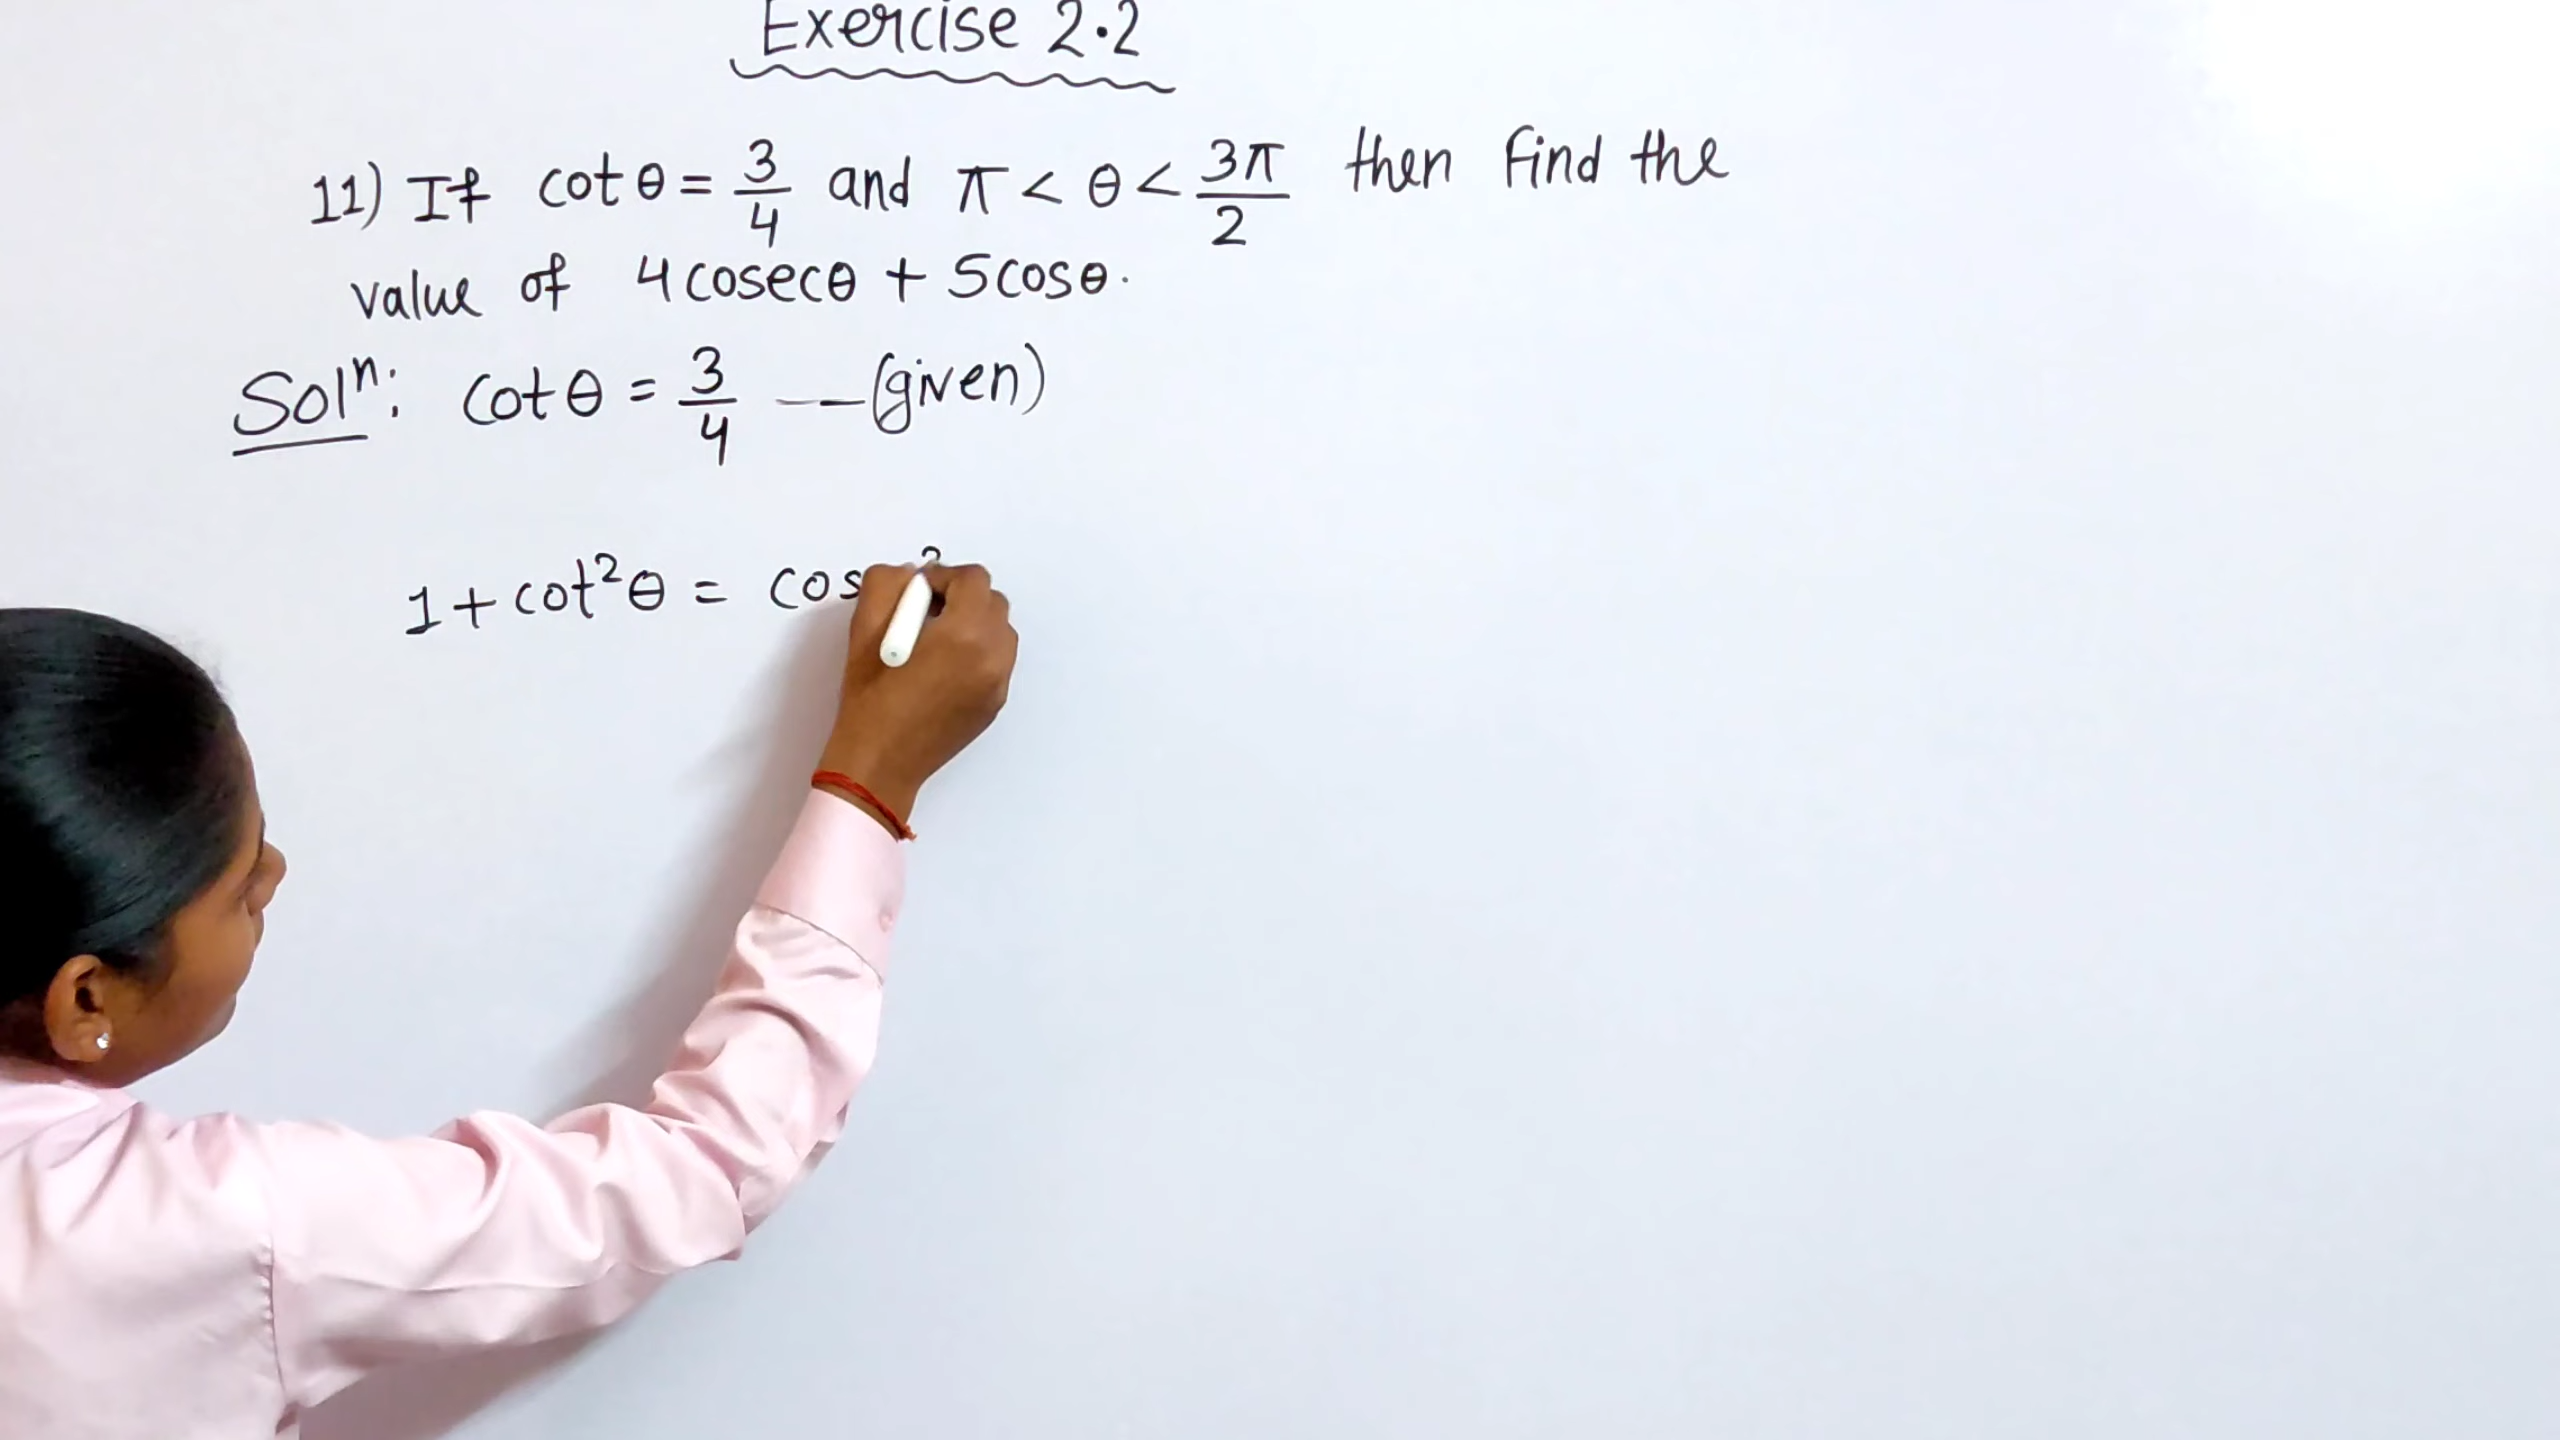 Exercise 2.2
11) If cot θ = 3/4 and π < θ < 3π/2 then find the
value of 4 cosec θ + 5 cos θ.
Solⁿ: cot θ = 3/4 —— (given)
1 + cot²θ = cos